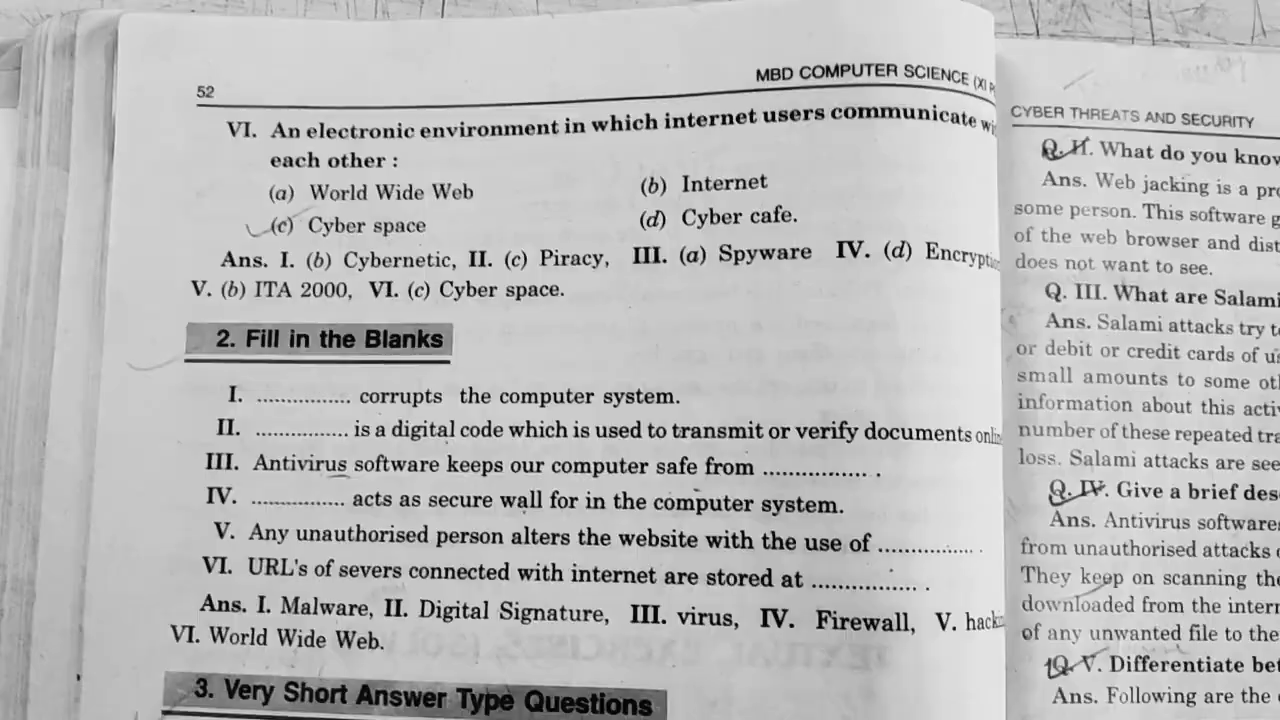 52
MBD COMPUTER SCIENCE (XI
VI. An electronic environment in which internet users communicate
each other :
(a) World Wide Web
(b) Internet
(c) Cyber space
(d) Cyber cafe.
Ans. I. (b) Cybernetic, II. (c) Piracy, III. (a) Spyware IV. (d)
V. (b) ITA 2000, VI. (c) Cyber space.
2. Fill in the Blanks
I. ................ corrupts the computer system.
II. ................ is a digital code which is used to transmit or verify documents
III. Antivirus software keeps our computer safe from ................ .
IV. ................ acts as secure wall for in the computer system.
V. Any unauthorised person alters the website with the use of ................ .
VI. URL's of severs connected with internet are stored at ................ .
Ans. I. Malware, II. Digital Signature, III. virus, IV. Firewall, V.
VI. World Wide Web.
3. Very Short Answer Type Questions
CYBER THREATS AND SECURITY
Q. II. What do you
Ans. Web jacking is a
some person. This software
of the web browser and
does not want to see.
Q. III. What are
Ans. Salami attacks try
or debit or credit cards of
small amounts to some
information about this
number of these repeated
loss. Salami attacks are
Q. IV. Give a brief
Ans. Antivirus
from unauthorised attacks
They keep on scanning
downloaded from the
of any unwanted file to the
Q. V. Differentiate
Ans. Following are the